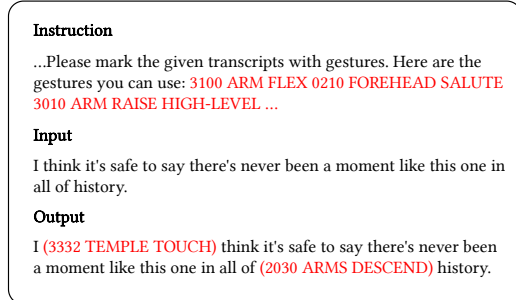 Instruction
...Please mark the given transcripts with gestures. Here are the
gestures you can use: 3100 ARM FLEX 0210 FOREHEAD SALUTE
3010 ARM RAISE HIGH-LEVEL ...
Input
I think it's safe to say there's never been a moment like this one in
all of history.
Output
I (3332 TEMPLE TOUCH) think it's safe to say there's never been
a moment like this one in all of (2030 ARMS DESCEND) history.